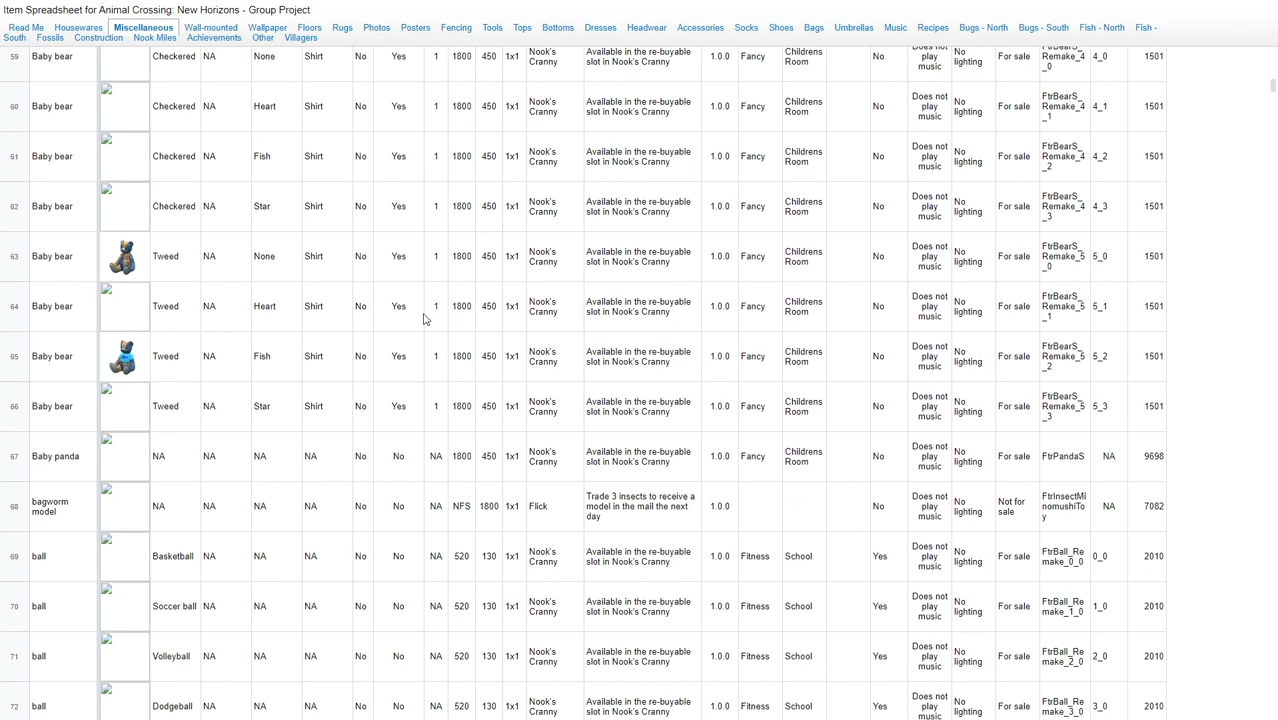 Item Spreadsheet for Animal Crossing: New Horizons - Group Project
Read Me Housewares Miscellaneous Wall-mounted Wallpaper Floors Rugs Photos Posters Fencing Tools Tops Bottoms Dresses Headwear Accessories Socks Shoes Bags Umbrellas Music Recipes Bugs - North Bugs - South Fish - North Fish -
South Fossils Construction Nook Miles Achievements Other Villagers
59 Baby bear Checkered NA None Shirt No Yes 1 1800 450 1x1 Nook's Cranny Available in the re-buyable slot in Nook's Cranny 1.0.0 Fancy Childrens Room No Does not play music No lighting For sale FtrBearS_Remake_4_0 4_0 1501
60 Baby bear Checkered NA Heart Shirt No Yes 1 1800 450 1x1 Nook's Cranny Available in the re-buyable slot in Nook's Cranny 1.0.0 Fancy Childrens Room No Does not play music No lighting For sale FtrBearS_Remake_4_1 4_1 1501
61 Baby bear Checkered NA Fish Shirt No Yes 1 1800 450 1x1 Nook's Cranny Available in the re-buyable slot in Nook's Cranny 1.0.0 Fancy Childrens Room No Does not play music No lighting For sale FtrBearS_Remake_4_2 4_2 1501
62 Baby bear Checkered NA Star Shirt No Yes 1 1800 450 1x1 Nook's Cranny Available in the re-buyable slot in Nook's Cranny 1.0.0 Fancy Childrens Room No Does not play music No lighting For sale FtrBearS_Remake_4_3 4_3 1501
63 Baby bear Tweed NA None Shirt No Yes 1 1800 450 1x1 Nook's Cranny Available in the re-buyable slot in Nook's Cranny 1.0.0 Fancy Childrens Room No Does not play music No lighting For sale FtrBearS_Remake_5_0 5_0 1501
64 Baby bear Tweed NA Heart Shirt No Yes 1 1800 450 1x1 Nook's Cranny Available in the re-buyable slot in Nook's Cranny 1.0.0 Fancy Childrens Room No Does not play music No lighting For sale FtrBearS_Remake_5_1 5_1 1501
65 Baby bear Tweed NA Fish Shirt No Yes 1 1800 450 1x1 Nook's Cranny Available in the re-buyable slot in Nook's Cranny 1.0.0 Fancy Childrens Room No Does not play music No lighting For sale FtrBearS_Remake_5_2 5_2 1501
66 Baby bear Tweed NA Star Shirt No Yes 1 1800 450 1x1 Nook's Cranny Available in the re-buyable slot in Nook's Cranny 1.0.0 Fancy Childrens Room No Does not play music No lighting For sale FtrBearS_Remake_5_3 5_3 1501
67 Baby panda NA NA NA NA No No NA 1800 450 1x1 Nook's Cranny Available in the re-buyable slot in Nook's Cranny 1.0.0 Fancy Childrens Room No Does not play music No lighting For sale FtrPandaS NA 9698
68 bagworm model NA NA NA NA No No NA NFS 1800 1x1 Flick Trade 3 insects to receive a model in the mail the next day 1.0.0 No Does not play music No lighting Not for sale FtrInsectMinomushiToy NA 7082
69 ball Basketball NA NA NA No No NA 520 130 1x1 Nook's Cranny Available in the re-buyable slot in Nook's Cranny 1.0.0 Fitness School Yes Does not play music No lighting For sale FtrBall_Remake_0_0 0_0 2010
70 ball Soccer ball NA NA NA No No NA 520 130 1x1 Nook's Cranny Available in the re-buyable slot in Nook's Cranny 1.0.0 Fitness School Yes Does not play music No lighting For sale FtrBall_Remake_1_0 1_0 2010
71 ball Volleyball NA NA NA No No NA 520 130 1x1 Nook's Cranny Available in the re-buyable slot in Nook's Cranny 1.0.0 Fitness School Yes Does not play music No lighting For sale FtrBall_Remake_2_0 2_0 2010
72 ball Dodgeball NA NA NA No No NA 520 130 1x1 Nook's Cranny Available in the re-buyable slot in Nook's Cranny 1.0.0 Fitness School Yes Does not play music No lighting For sale FtrBall_Remake_3_0 3_0 2010